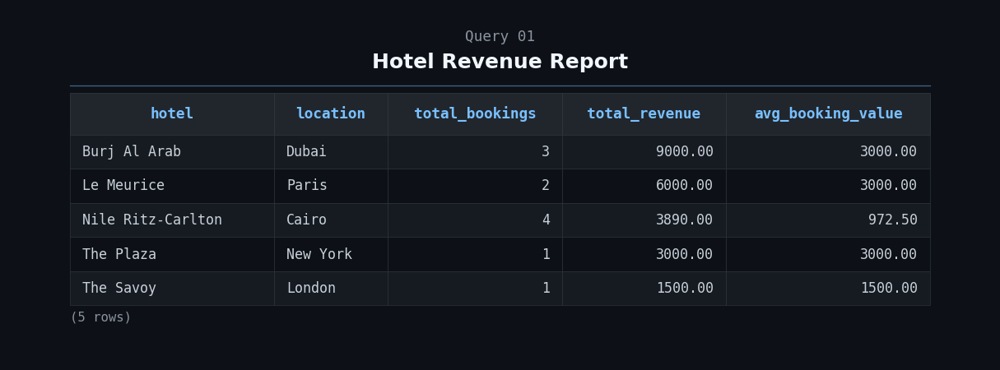 Query 01
Hotel Revenue Report
hotel location total_bookings total_revenue avg_booking_value
Burj Al Arab Dubai 3 9000.00 3000.00
Le Meurice Paris 2 6000.00 3000.00
Nile Ritz-Carlton Cairo 4 3890.00 972.50
The Plaza New York 1 3000.00 3000.00
The Savoy London 1 1500.00 1500.00
(5 rows)